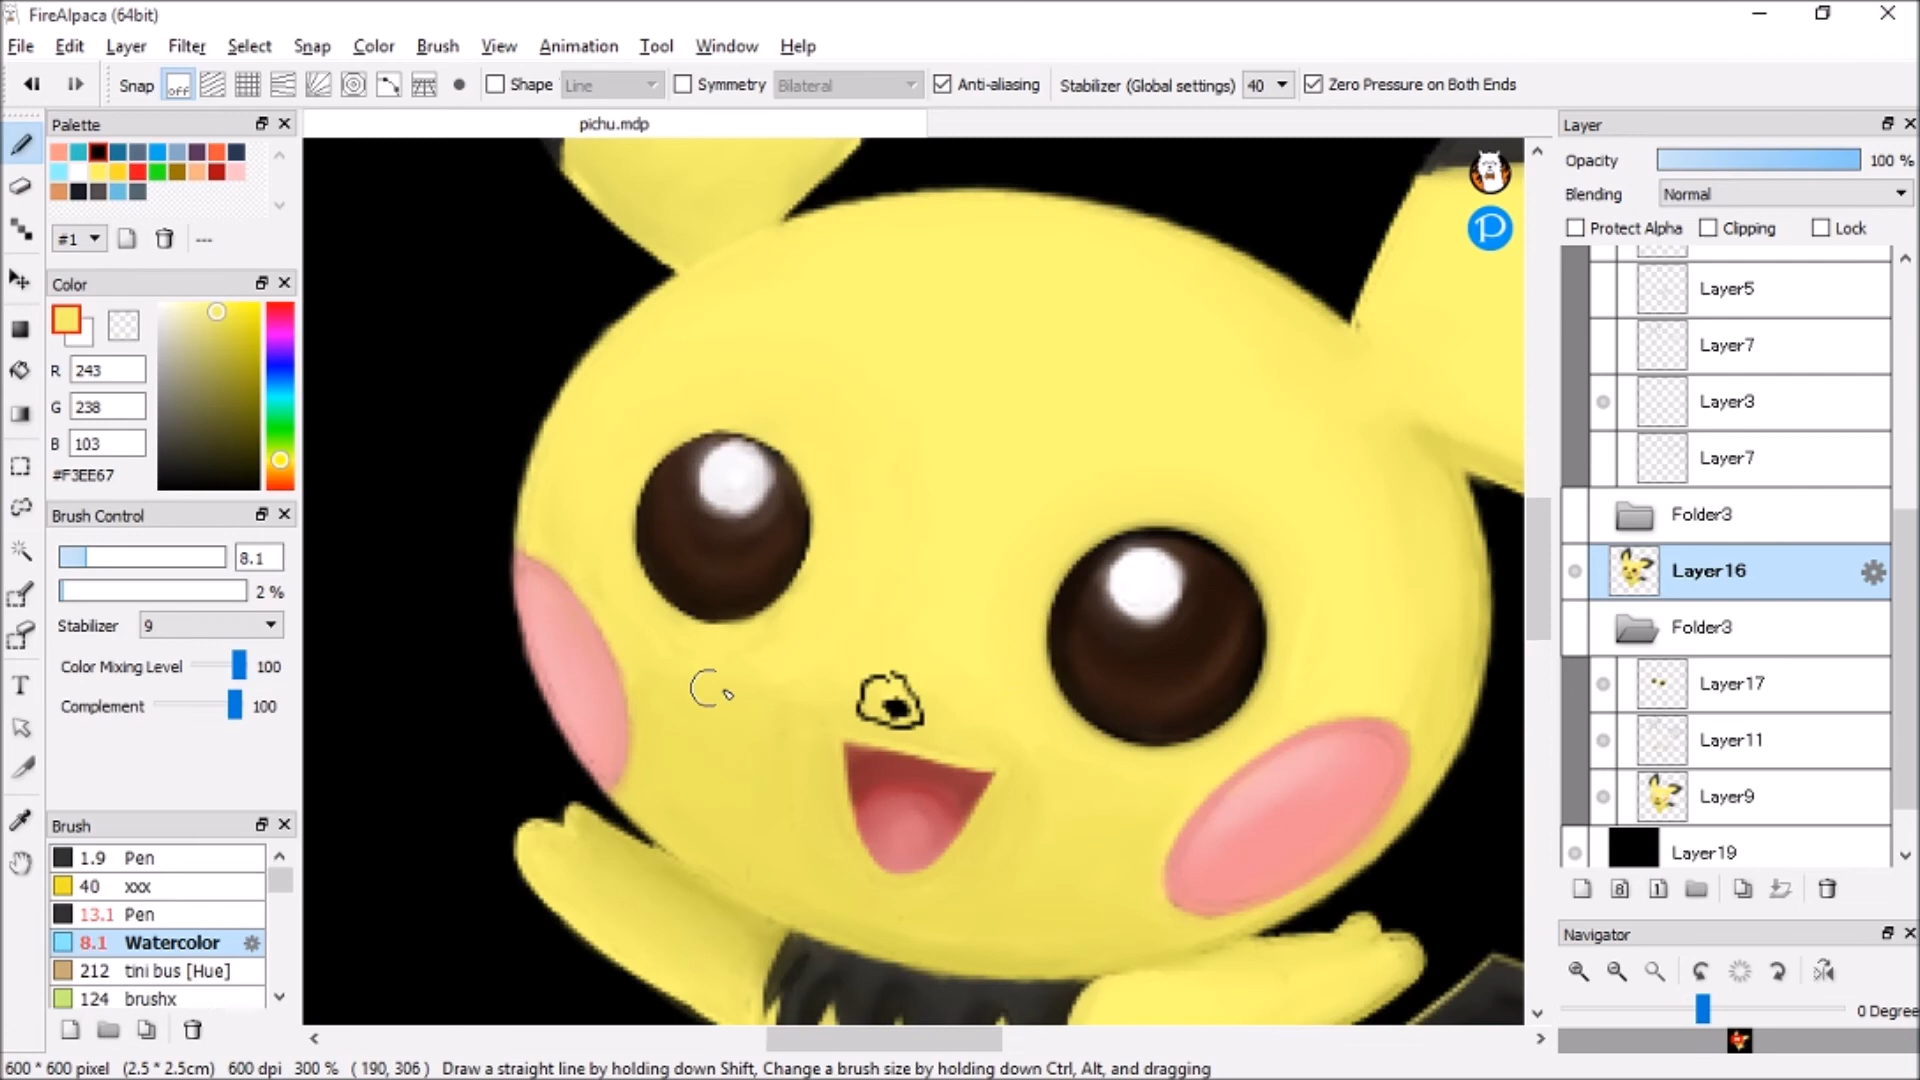 FireAlpaca (64bit)
File Edit Layer Filter Select Snap Color Brush View Animation Tool Window Help
Snap off Shape Line Symmetry Bilateral Anti-aliasing Stabilizer (Global settings) 40 Zero Pressure on Both Ends
Palette
pichu.mdp
#1
---
Color
R 243
G 238
B 103
#F3EE67
Brush Control
8.1
2 %
Stabilizer 9
Color Mixing Level 100
Complement 100
T
Brush
1.9 Pen
40 xxx
13.1 Pen
8.1 Watercolor
212 tini bus [Hue]
124 brushx
P
Layer
Opacity 100 %
Blending Normal
Protect Alpha Clipping Lock
Layer5
Layer7
Layer3
Layer7
Folder3
Layer16
Folder3
Layer17
Layer11
Layer9
Layer19
8 1
Navigator
0 Degree
600 * 600 pixel (2.5 * 2.5cm) 600 dpi 300 % ( 190, 306 ) Draw a straight line by holding down Shift, Change a brush size by holding down Ctrl, Alt, and dragging